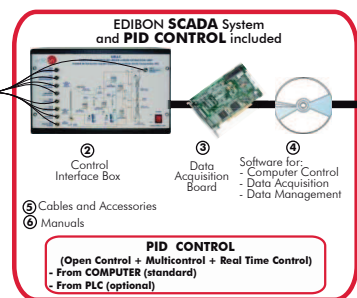 EDIBON SCADA System
and PID CONTROL included
2
Control
Interface Box
3
Data
Acquisition
Board
4
Software for:
- Computer Control
- Data Acquisition
- Data Management
5 Cables and Accessories
6 Manuals
PID CONTROL
(Open Control + Multicontrol + Real Time Control)
- From COMPUTER (standard)
- From PLC (optional)